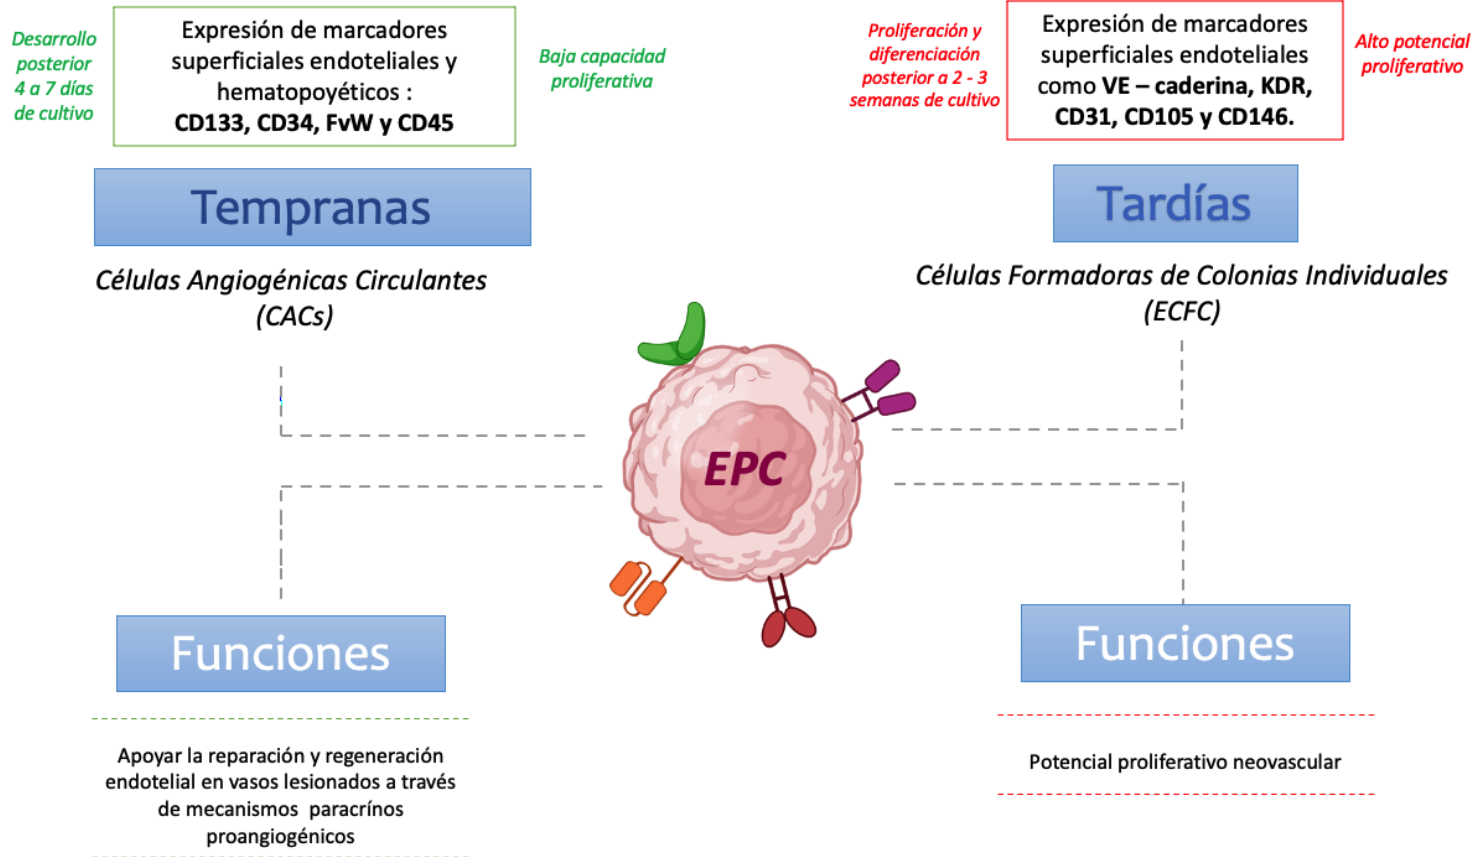 Desarrollo
posterior
4 a 7 días
de cultivo
Expresión de marcadores
superficiales endoteliales y
hematopoyéticos :
CD133, CD34, FvW y CD45
Baja capacidad
proliferativa
Tempranas
Células Angiogénicas Circulantes
(CACs)
Proliferación y
diferenciación
posterior a 2 - 3
semanas de cultivo
Expresión de marcadores
superficiales endoteliales
como VE – caderina, KDR,
CD31, CD105 y CD146.
Alto potencial
proliferativo
Tardías
Células Formadoras de Colonias Individuales
(ECFC)
EPC
Funciones
Apoyar la reparación y regeneración
endotelial en vasos lesionados a través
de mecanismos paracrínos
proangiogénicos
Funciones
Potencial proliferativo neovascular